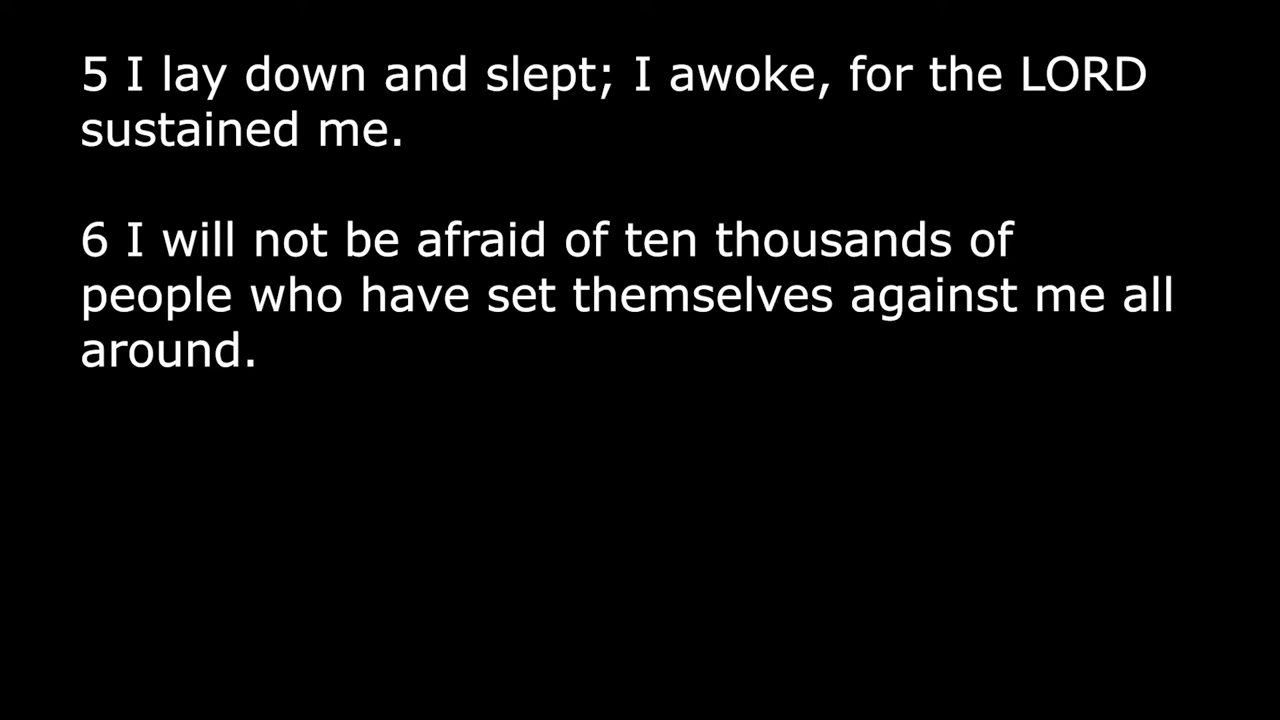 5 I lay down and slept; I awoke, for the LORD
sustained me.
6 I will not be afraid of ten thousands of
people who have set themselves against me all
around.